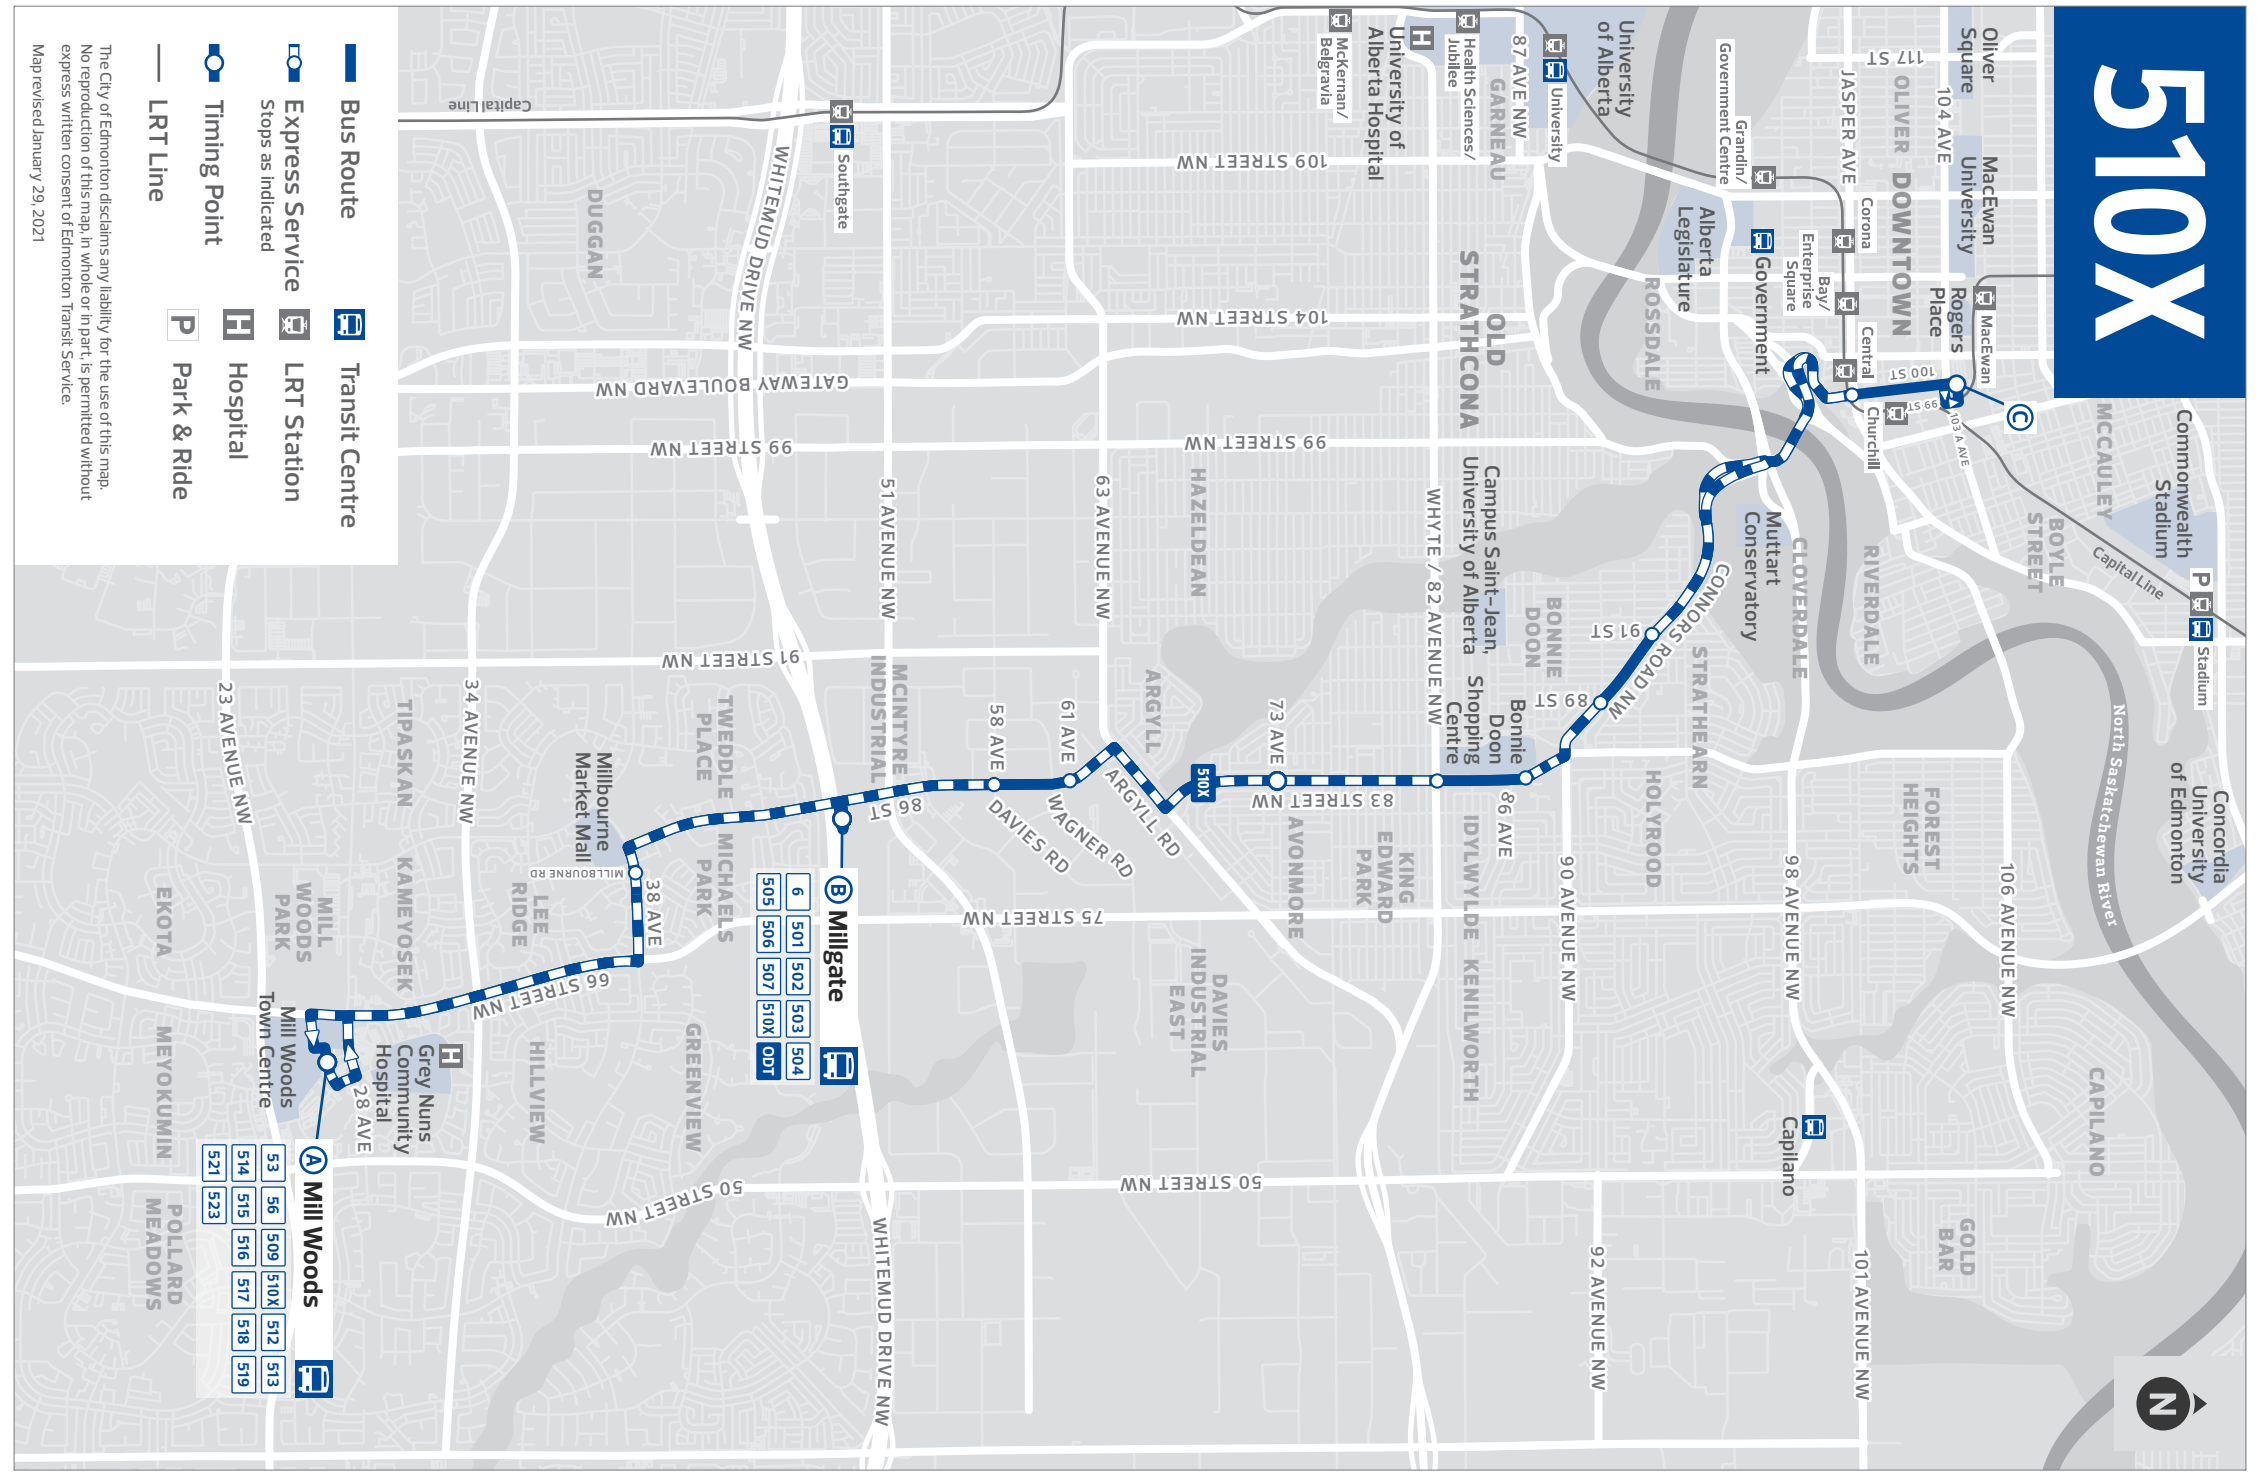 510X
Bus Route
Express Service
Stops as indicated
Timing Point
LRT Line
Transit Centre
LRT Station
Hospital
Park & Ride
H
P
The City of Edmonton disclaims any liability for the use of this map.
No reproduction of this map, in whole or in part, is permitted without
express written consent of Edmonton Transit Service.
Map revised January 29, 2021
N
Oliver
Square
117 ST
OLIVER
104 AVE
JASPER AVE
MacEwan
University
DOWNTOWN
Corona
Bay/
Enterprise
Square
Central
Churchill
Rogers
Place
MacEwan
100 ST
99 ST
103 A AVE
C
MCCAULEY
Commonwealth
Stadium
BOYLE
STREET
Capital Line
P
Stadium
RIVERDALE
North Saskatchewan River
Concordia
University
of Edmonton
University
of Alberta
Grandin/
Government Centre
Alberta
Legislature
Government
ROSSDALE
University
87 AVE NW
GARNEAU
Health Sciences/
Jubilee
H
University of
Alberta Hospital
McKernan/
Belgravia
109 STREET NW
OLD
STRATHCONA
104 STREET NW
99 STREET NW
WHYTE / 82 AVENUE NW
Campus Saint-Jean,
University of Alberta
Muttart
Conservatory
CLOVERDALE
CONNORS ROAD NW
91 ST
89 ST
STRATHEARN
BONNIE
DOON
Bonnie
Doon
Shopping
Centre
86 AVE
HOLYROOD
FOREST
HEIGHTS
106 AVENUE NW
98 AVENUE NW
90 AVENUE NW
IDYLWYLDE
KENILWORTH
KING
EDWARD
PARK
83 STREET NW
73 AVE
AVONMORE
510X
ARGYLL
ARGYLL RD
HAZELDEAN
63 AVENUE NW
61 AVE
WAGNER RD
58 AVE
DAVIES RD
DAVIES
INDUSTRIAL
EAST
75 STREET NW
CAPILANO
Capilano
GOLD
BAR
101 AVENUE NW
92 AVENUE NW
50 STREET NW
Capital Line
Southgate
DUGGAN
WHITEMUD DRIVE NW
GATEWAY BOULEVARD NW
99 STREET NW
51 AVENUE NW
91 STREET NW
MCINTYRE
INDUSTRIAL
86 ST
TWEDDLE
PLACE
MICHAELS
PARK
B Millgate
6 501 502 503 504
505 506 507 510X ODT
Millbourne
Market Mall
MILLBOURNE RD
38 AVE
LEE
RIDGE
34 AVENUE NW
TIPASKAN
KAMEYOSEK
23 AVENUE NW
MILL
WOODS
PARK
EKOTA
66 STREET NW
H
Grey Nuns
Community
Hospital
28 AVE
Mill Woods
Town Centre
MEYOKUMIN
HILLVIEW
GREENVIEW
50 STREET NW
WHITEMUD DRIVE NW
A Mill Woods
53 56 509 510X 512 513
514 515 516 517 518 519
521 523
POLLARD
MEADOWS